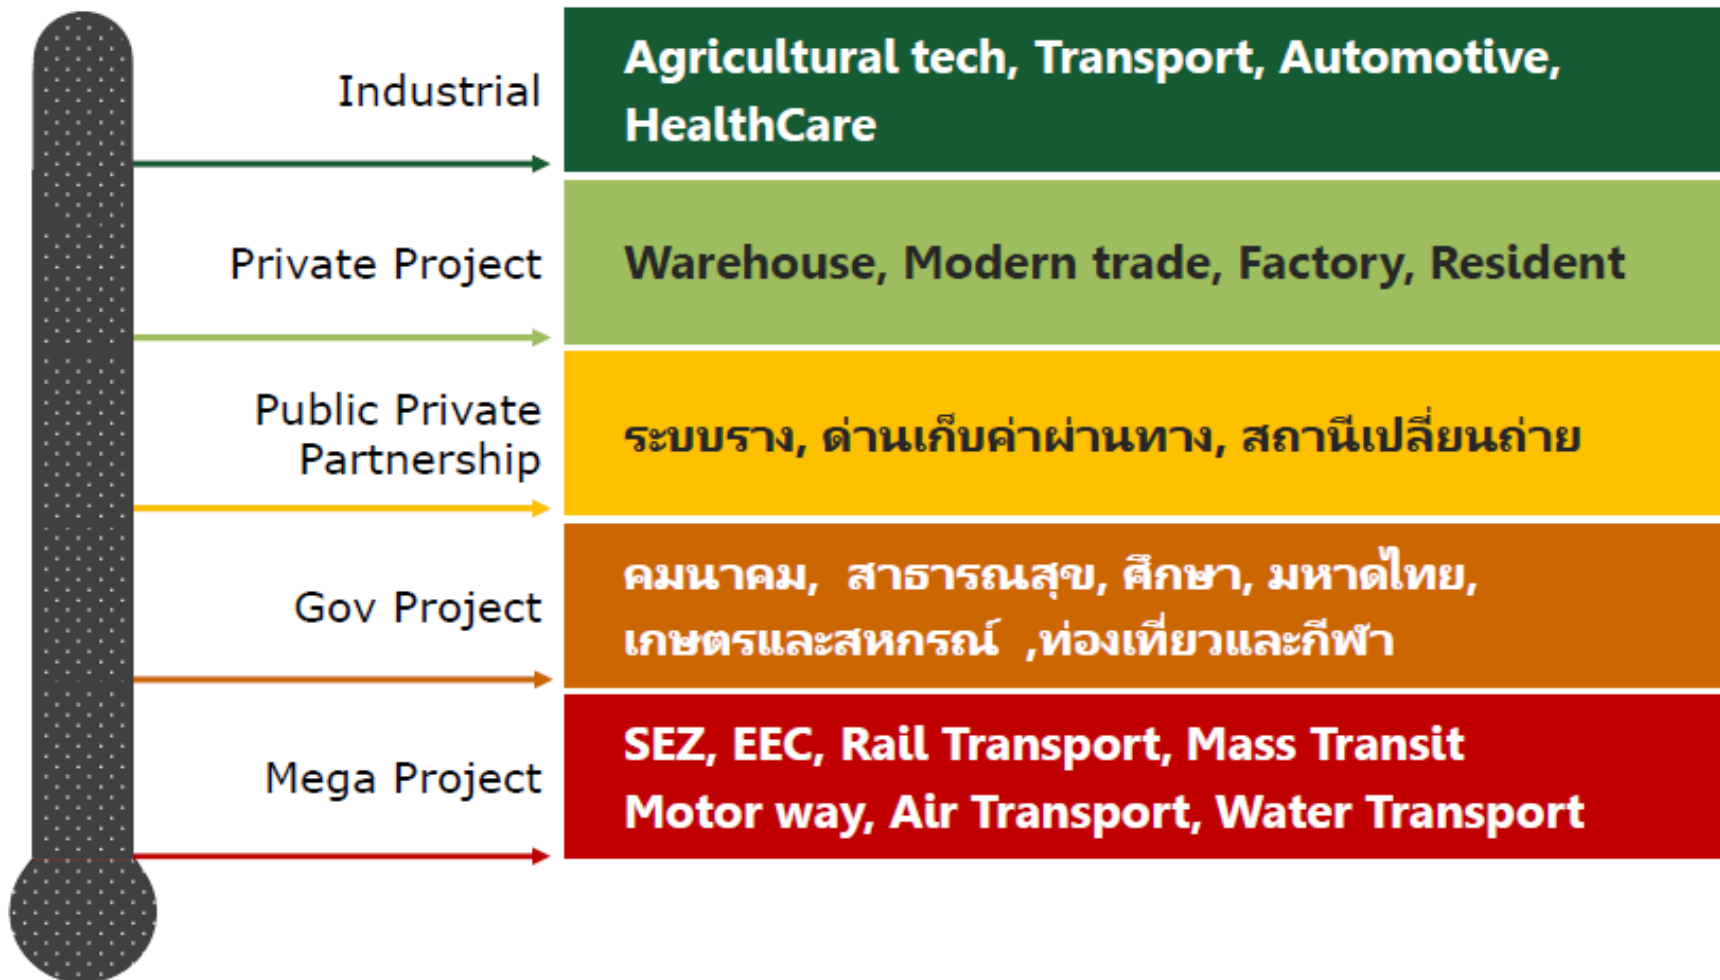 Industrial
Agricultural tech, Transport, Automotive,
HealthCare
Private Project
Warehouse, Modern trade, Factory, Resident
Public Private
Partnership
ระบบราง, ด่านเก็บค่าผ่านทาง, สถานีเปลี่ยนถ่าย
Gov Project
คมนาคม,  สาธารณสุข, ศึกษา, มหาดไทย,
เกษตรและสหกรณ์  ,ท่องเที่ยวและกีฬา
Mega Project
SEZ, EEC, Rail Transport, Mass Transit
Motor way, Air Transport, Water Transport